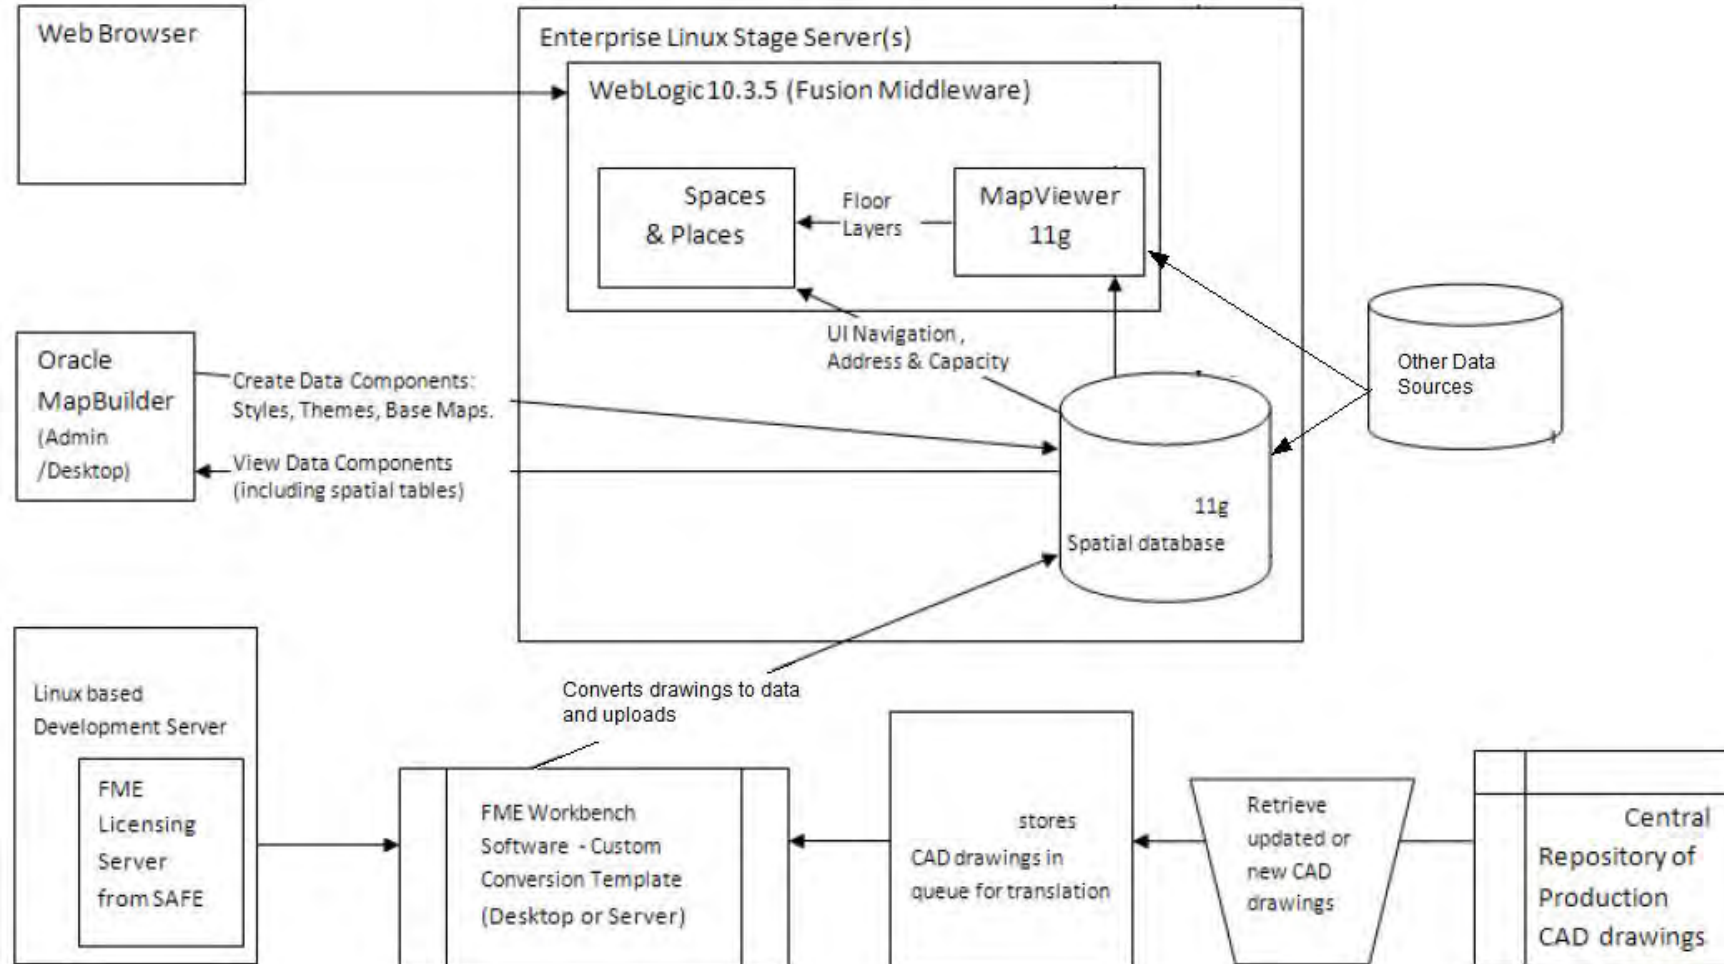 Web Browser
Enterprise Linux Stage Server(s)
WebLogic 10.3.5 (Fusion Middleware)
Spaces
& Places
Floor
Layers
MapViewer
11g
UI Navigation,
Address & Capacity
Other Data
Sources
Oracle
MapBuilder
(Admin
/Desktop)
Create Data Components:
Styles, Themes, Base Maps.
View Data Components
(including spatial tables)
11g
Spatial database
Linux based
Development Server
FME
Licensing
Server
from SAFE
Converts drawings to data
and uploads
FME Workbench
Software - Custom
Conversion Template
(Desktop or Server)
stores
CAD drawings in
queue for translation
Retrieve
updated or
new CAD
drawings
Central
Repository of
Production
CAD drawings